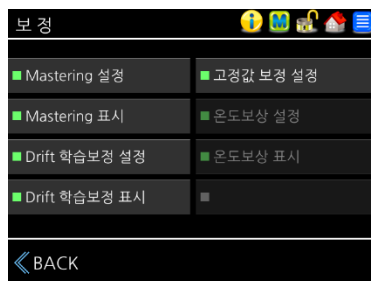 보정
Mastering 설정
고정값 보정 설정
Mastering 표시
온도보상 설정
Drift 학습보정 설정
온도보상 표시
Drift 학습보정 표시
BACK